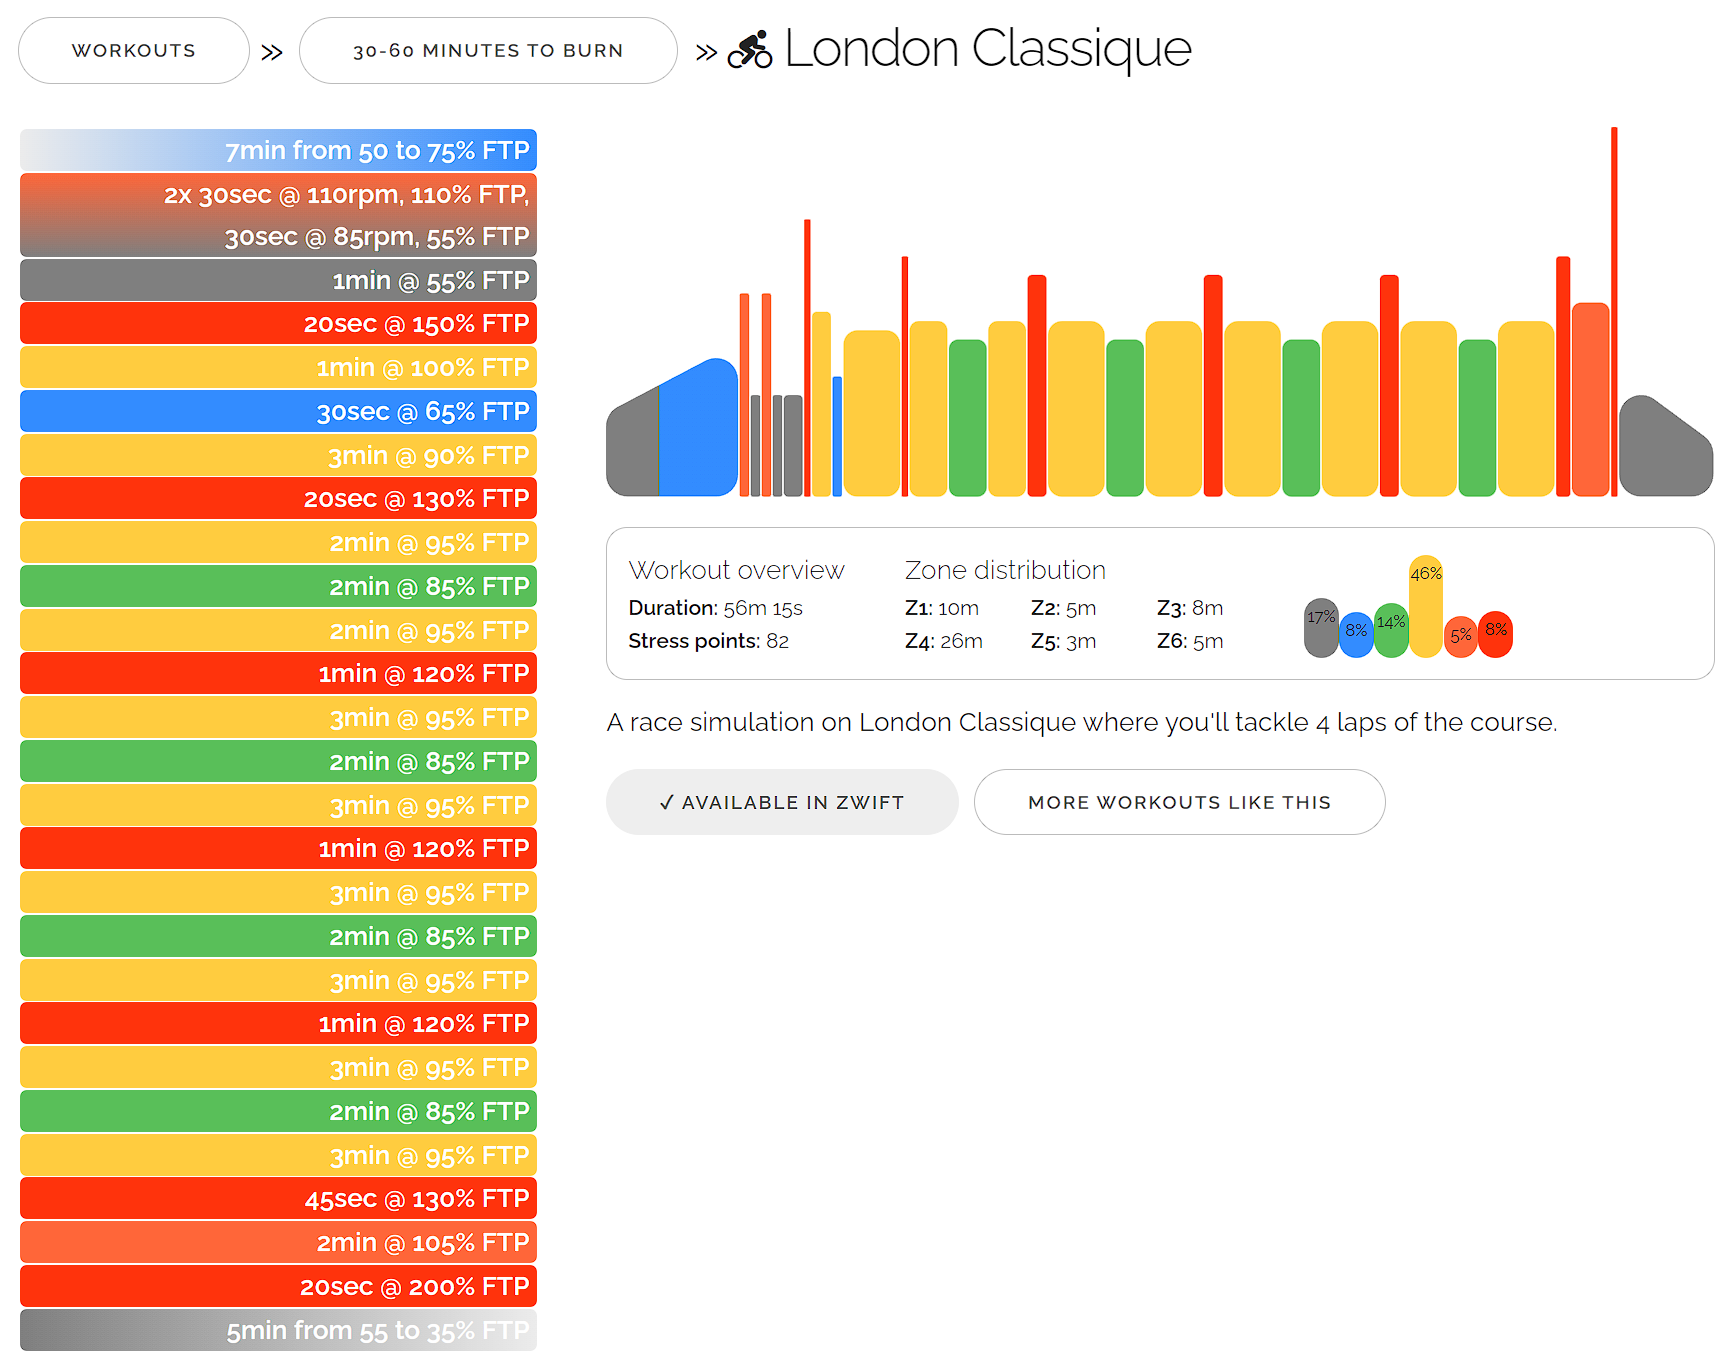 WORKOUTS » 30-60 MINUTES TO BURN » London Classique
7min from 50 to 75% FTP
2x 30sec @ 110rpm, 110% FTP,
30sec @ 85rpm, 55% FTP
1min @ 55% FTP
20sec @ 150% FTP
1min @ 100% FTP
30sec @ 65% FTP
3min @ 90% FTP
20sec @ 130% FTP
2min @ 95% FTP
2min @ 85% FTP
2min @ 95% FTP
1min @ 120% FTP
3min @ 95% FTP
2min @ 85% FTP
3min @ 95% FTP
1min @ 120% FTP
3min @ 95% FTP
2min @ 85% FTP
3min @ 95% FTP
1min @ 120% FTP
3min @ 95% FTP
2min @ 85% FTP
3min @ 95% FTP
45sec @ 130% FTP
2min @ 105% FTP
20sec @ 200% FTP
5min from 55 to 35% FTP
Workout overview
Duration: 56m 15s
Stress points: 82
Zone distribution
Z1: 10m Z2: 5m Z3: 8m
Z4: 26m Z5: 3m Z6: 5m
17% 8% 14% 46% 5% 8%
A race simulation on London Classique where you'll tackle 4 laps of the course.
✓ AVAILABLE IN ZWIFT
MORE WORKOUTS LIKE THIS